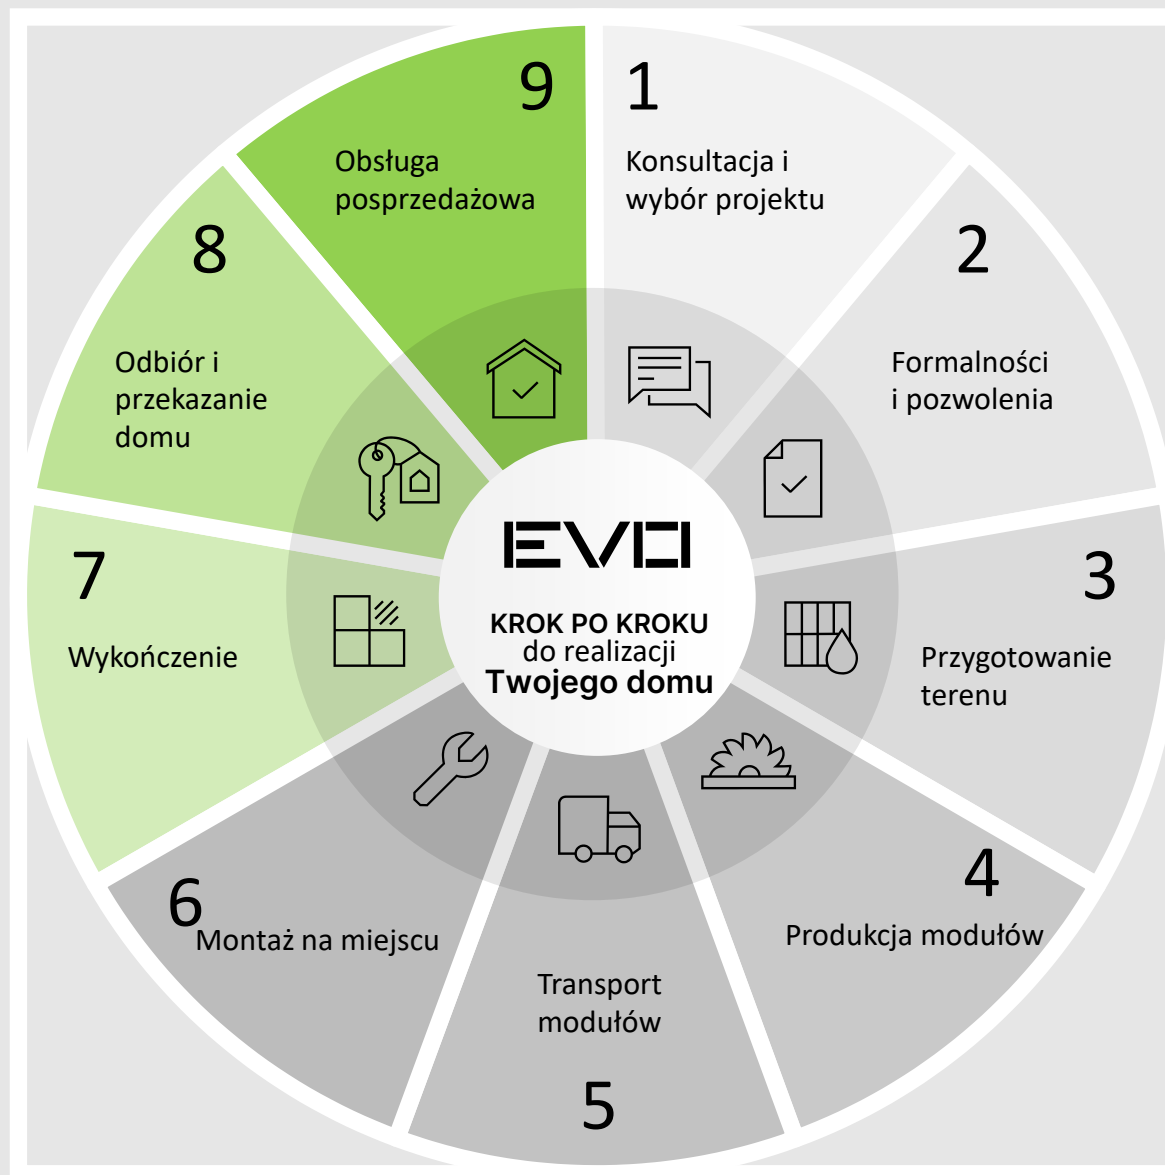 1
Konsultacja i
wybór projektu
2
Formalności
i pozwolenia
3
Przygotowanie
terenu
4
Produkcja modułów
5
Transport
modułów
6
Montaż na miejscu
7
Wykończenie
8
Odbiór i
przekazanie
domu
9
Obsługa
posprzedażowa
EVO
KROK PO KROKU
do realizacji
Twojego domu